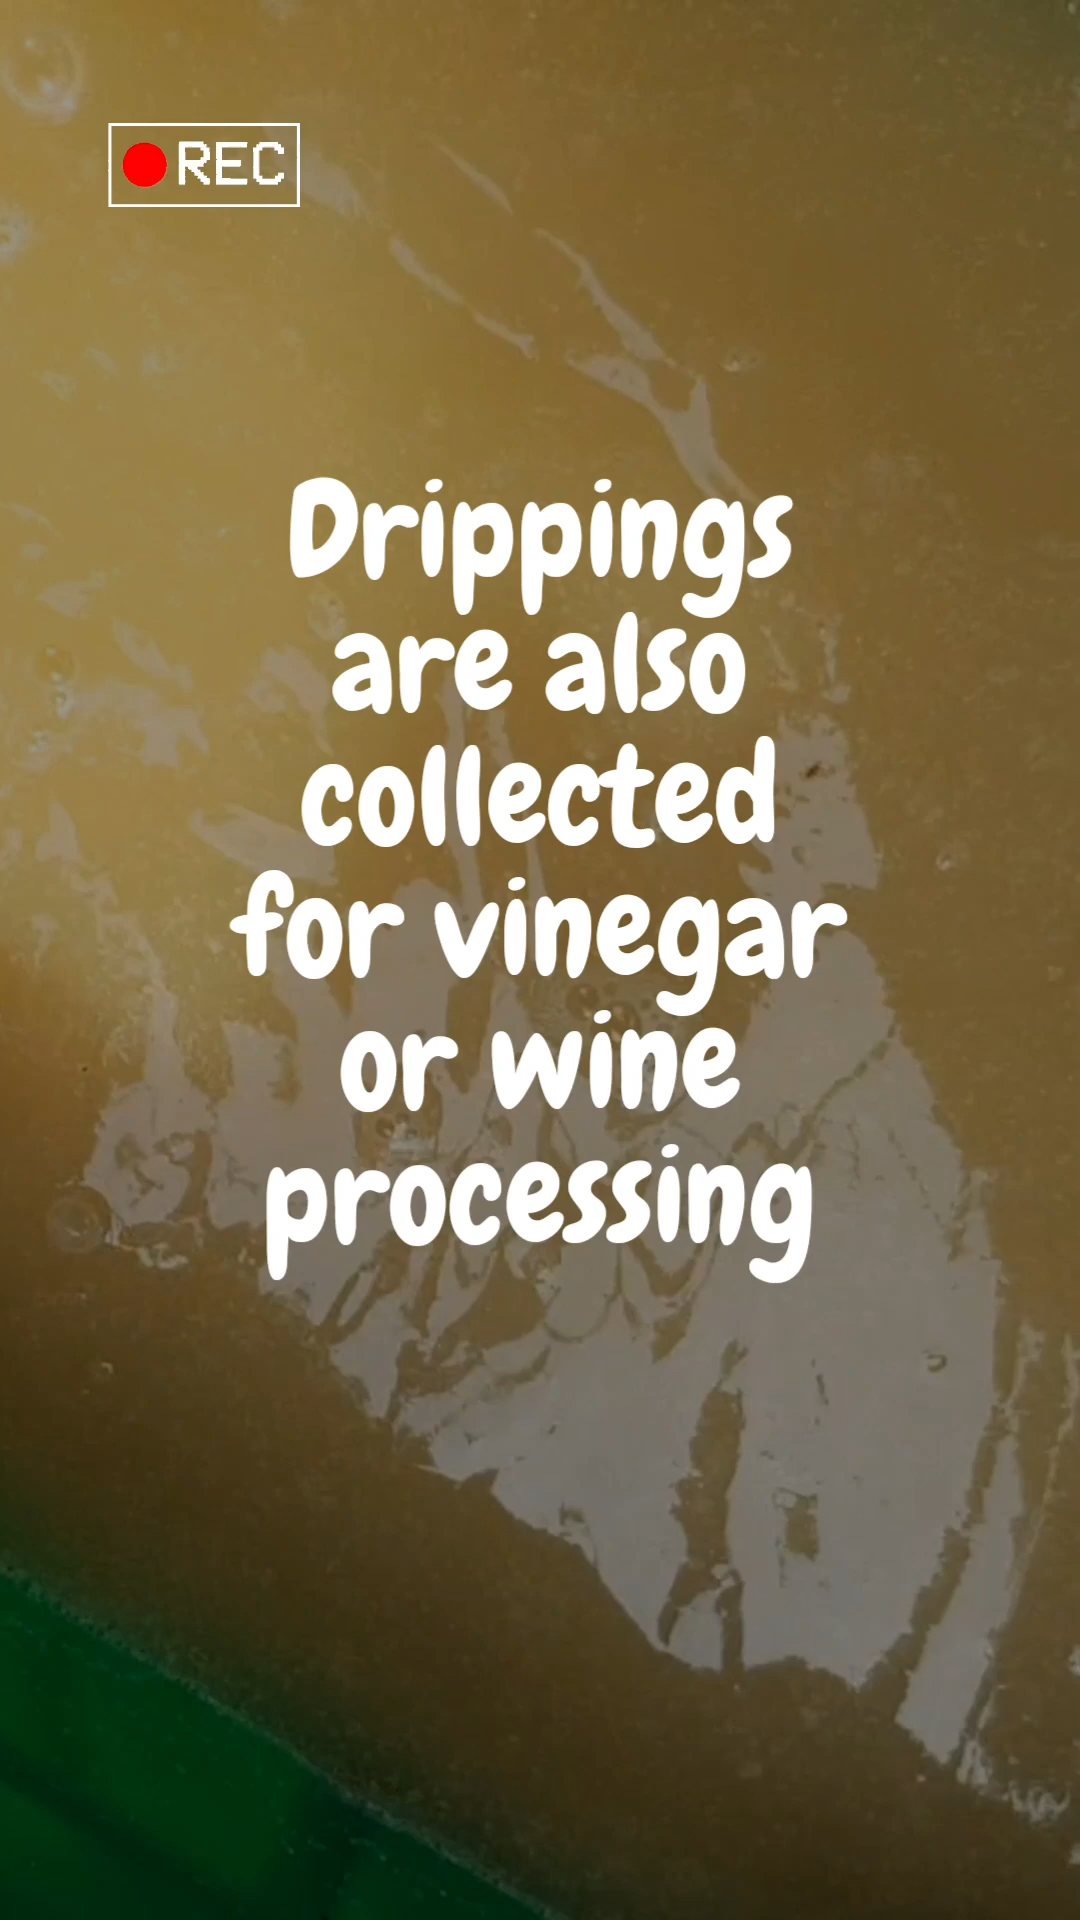 REC
Drippings
are also
collected
for vinegar
or wine
processing